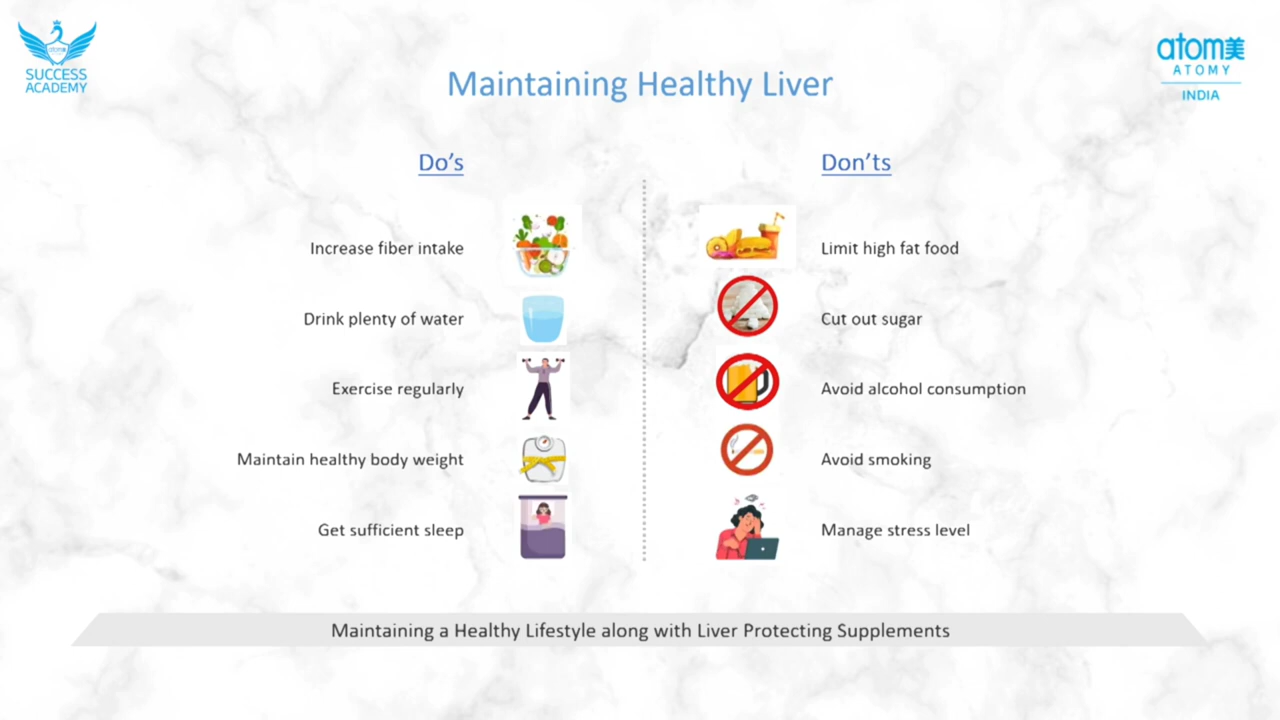 SUCCESS
ACADEMY
atom美
ATOMY
INDIA
Maintaining Healthy Liver
Do's
Increase fiber intake
Drink plenty of water
Exercise regularly
Maintain healthy body weight
Get sufficient sleep
Don'ts
Limit high fat food
Cut out sugar
Avoid alcohol consumption
Avoid smoking
Manage stress level
Maintaining a Healthy Lifestyle along with Liver Protecting Supplements